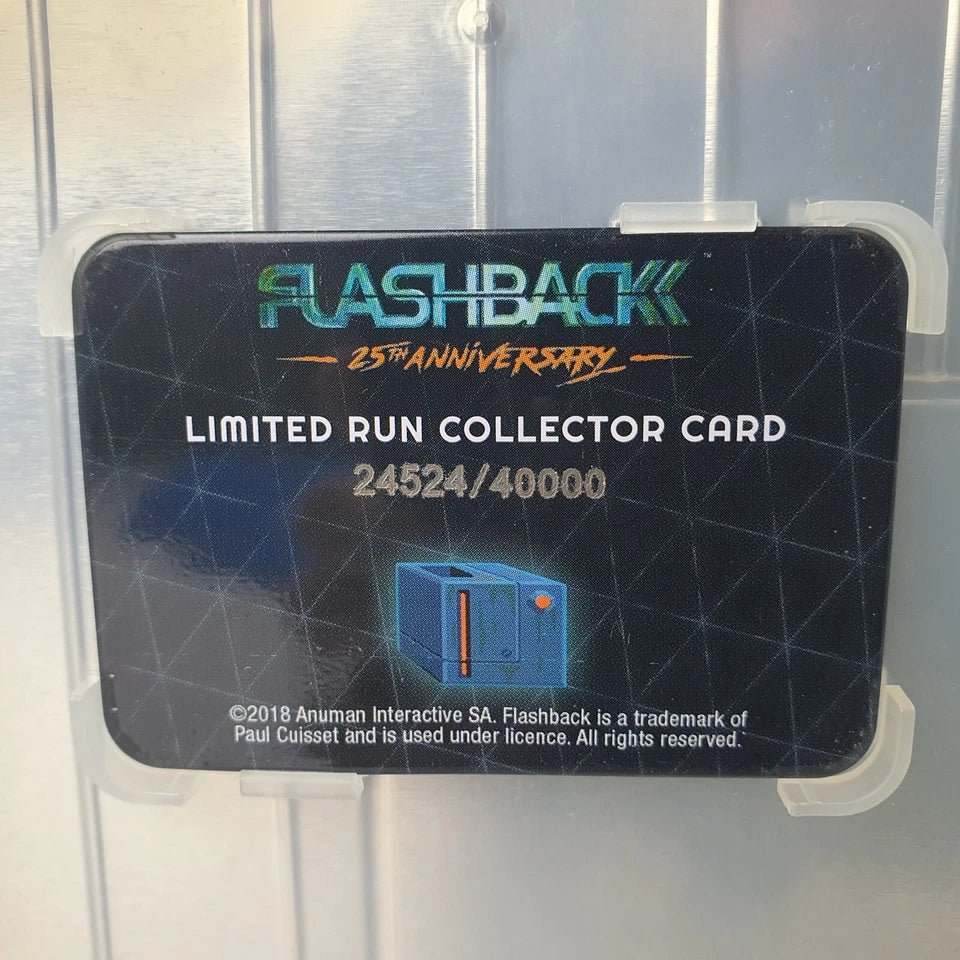 FLASHBACK
25TH ANNIVERSARY
LIMITED RUN COLLECTOR CARD
24524/40000
©2018 Anuman Interactive SA. Flashback is a trademark of
Paul Cuisset and is used under licence. All rights reserved.